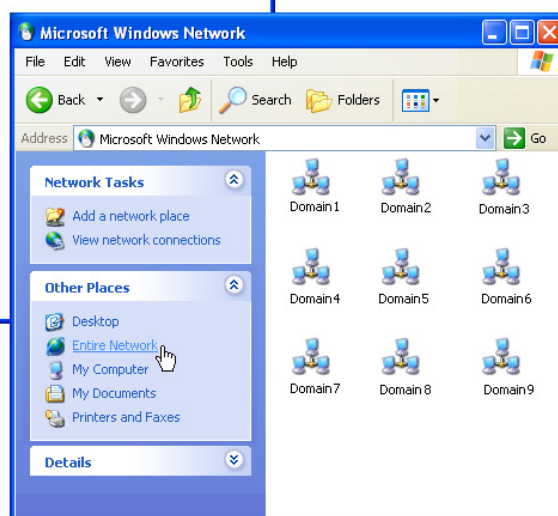 Microsoft Windows Network
File Edit View Favorites Tools Help
Back Search Folders
Address Microsoft Windows Network Go
Network Tasks
Add a network place
View network connections
Other Places
Desktop
Entire Network
My Computer
My Documents
Printers and Faxes
Details
Domain1 Domain2 Domain3
Domain4 Domain5 Domain6
Domain7 Domain8 Domain9